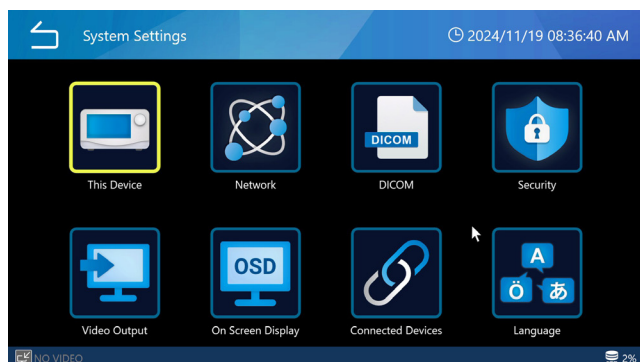 System Settings
2024/11/19 08:36:40 AM
DICOM
This Device
Network
DICOM
Security
OSD
A
Ö あ
Video Output
On Screen Display
Connected Devices
Language
NO VIDEO
2%